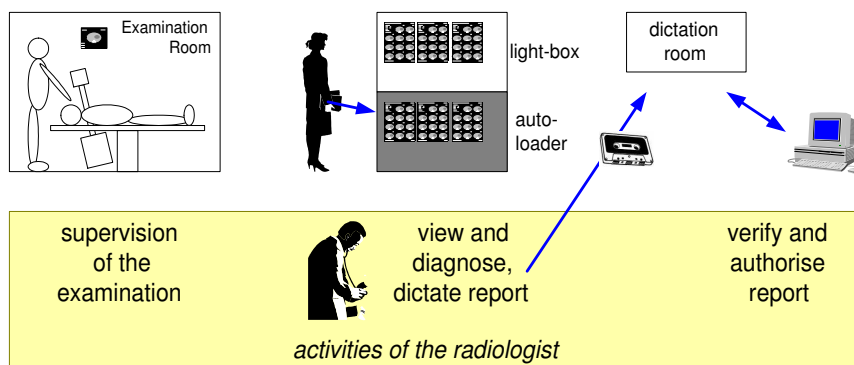 Examination
Room
light-box
auto-
loader
dictation
room
supervision
of the
examination
view and
diagnose,
dictate report
verify and
authorise
report
activities of the radiologist